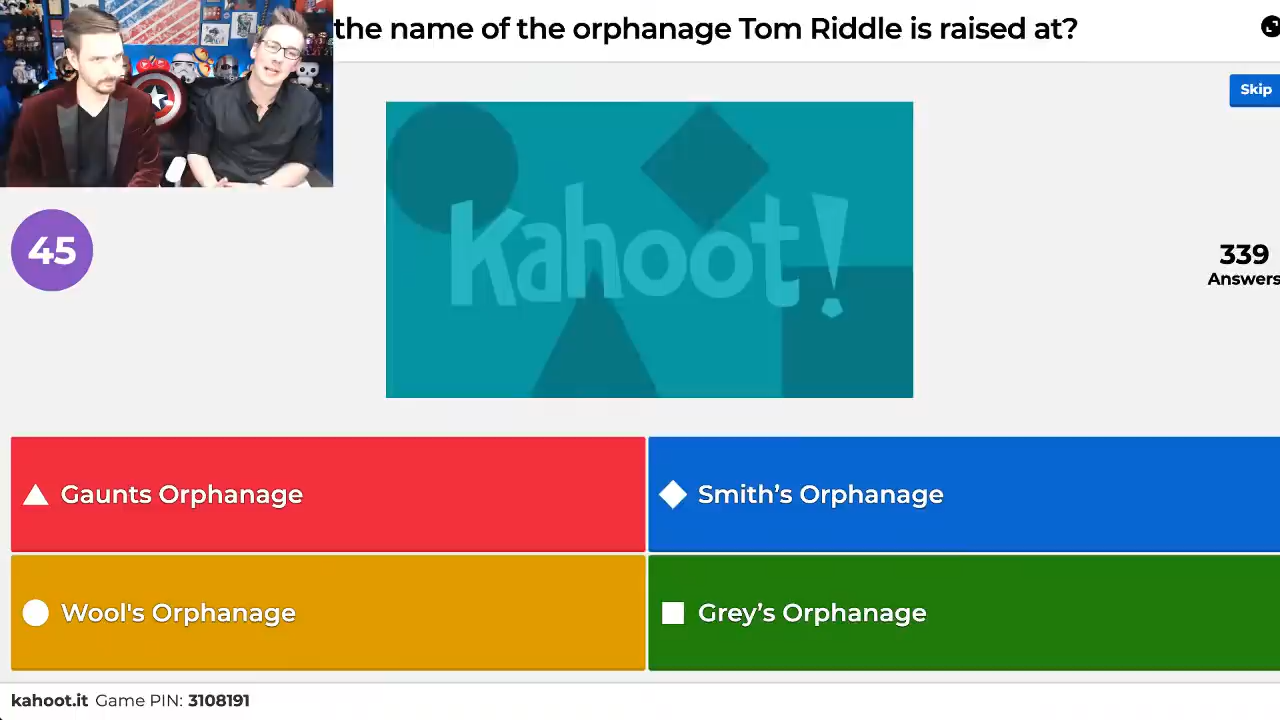 the name of the orphanage Tom Riddle is raised at?
Skip
Kahoot!
45
339
Answers
Gaunts Orphanage
Smith’s Orphanage
Wool's Orphanage
Grey’s Orphanage
kahoot.it Game PIN: 3108191